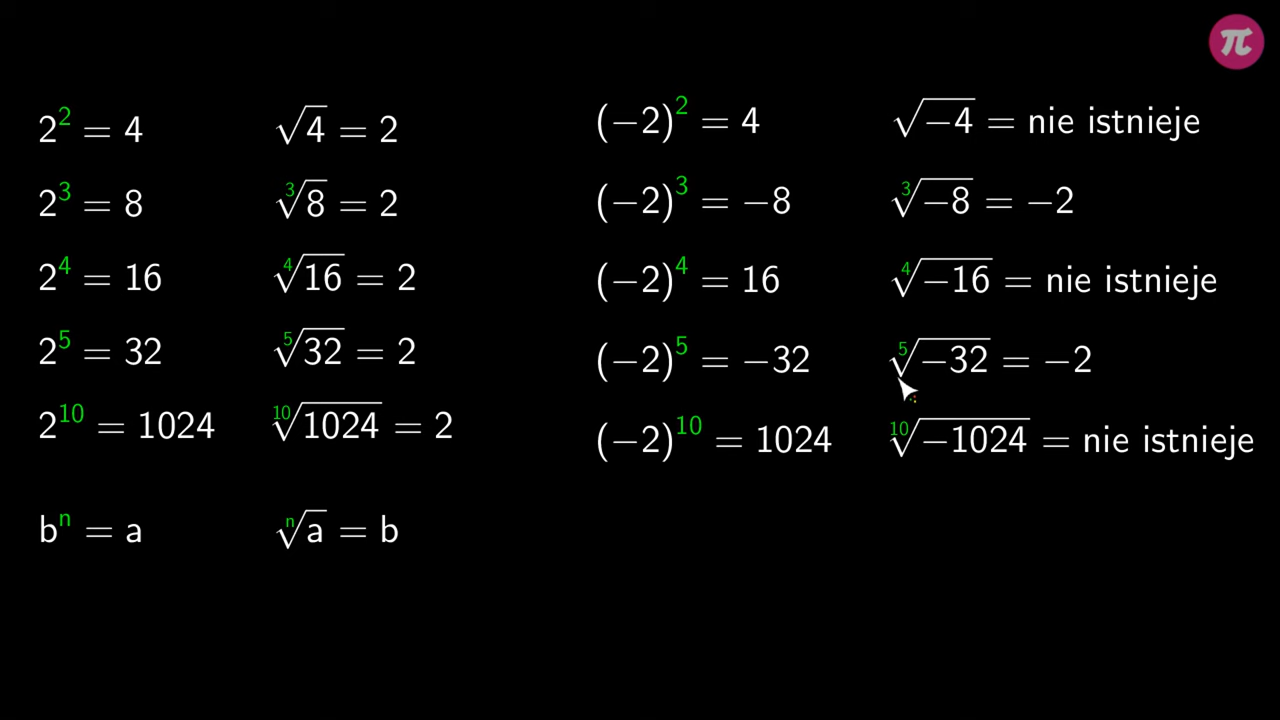 π
2² = 4 √4 = 2 (−2)² = 4 √−4 = nie istnieje
2³ = 8 ³√8 = 2 (−2)³ = −8 ³√−8 = −2
2⁴ = 16 ⁴√16 = 2 (−2)⁴ = 16 ⁴√−16 = nie istnieje
2⁵ = 32 ⁵√32 = 2 (−2)⁵ = −32 ⁵√−32 = −2
2¹⁰ = 1024 ¹⁰√1024 = 2 (−2)¹⁰ = 1024 ¹⁰√−1024 = nie istnieje
bⁿ = a ⁿ√a = b